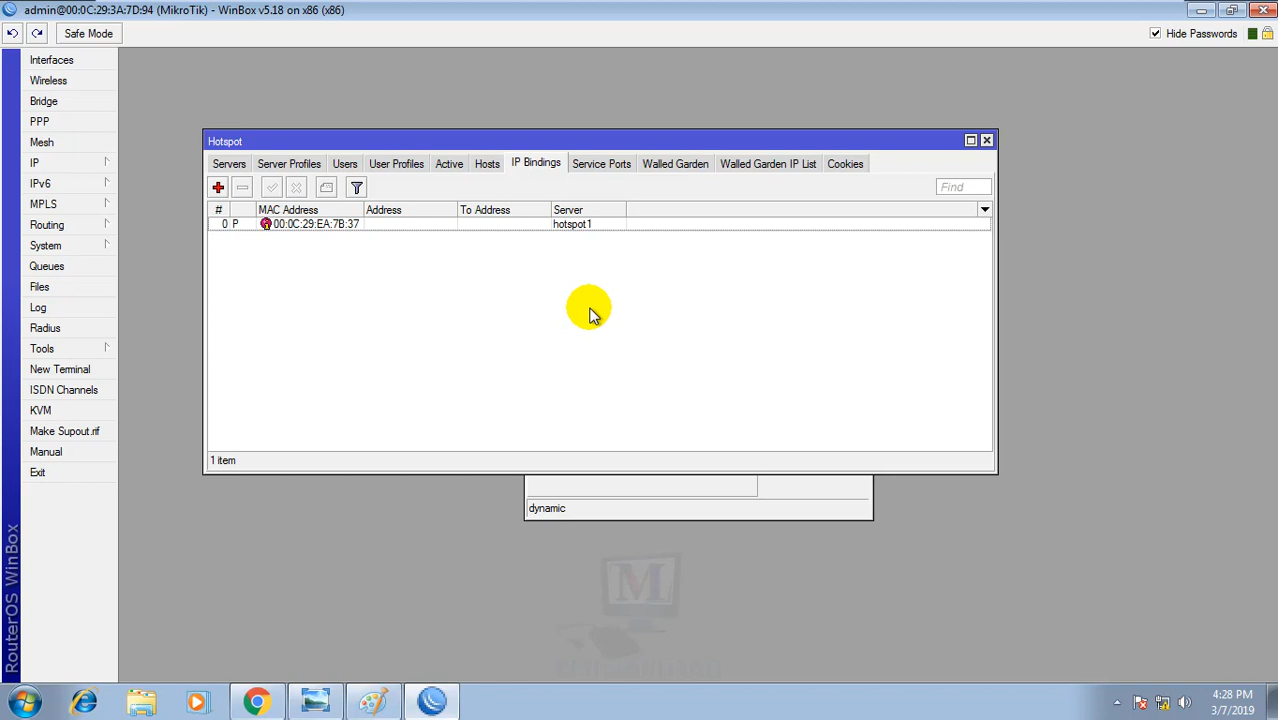 admin@00:0C:29:3A:7D:94 (MikroTik) - WinBox v5.18 on x86 (x86)
Safe Mode
Hide Passwords
Interfaces
Wireless
Bridge
PPP
Mesh
IP
IPv6
MPLS
Routing
System
Queues
Files
Log
Radius
Tools
New Terminal
ISDN Channels
KVM
Make Supout.rif
Manual
Exit
RouterOS WinBox
Hotspot
Servers Server Profiles Users User Profiles Active Hosts IP Bindings Service Ports Walled Garden Walled Garden IP List Cookies
Find
# MAC Address Address To Address Server
0 P 00:0C:29:EA:7B:37 hotspot1
1 item
dynamic
M
4:28 PM
3/7/2019